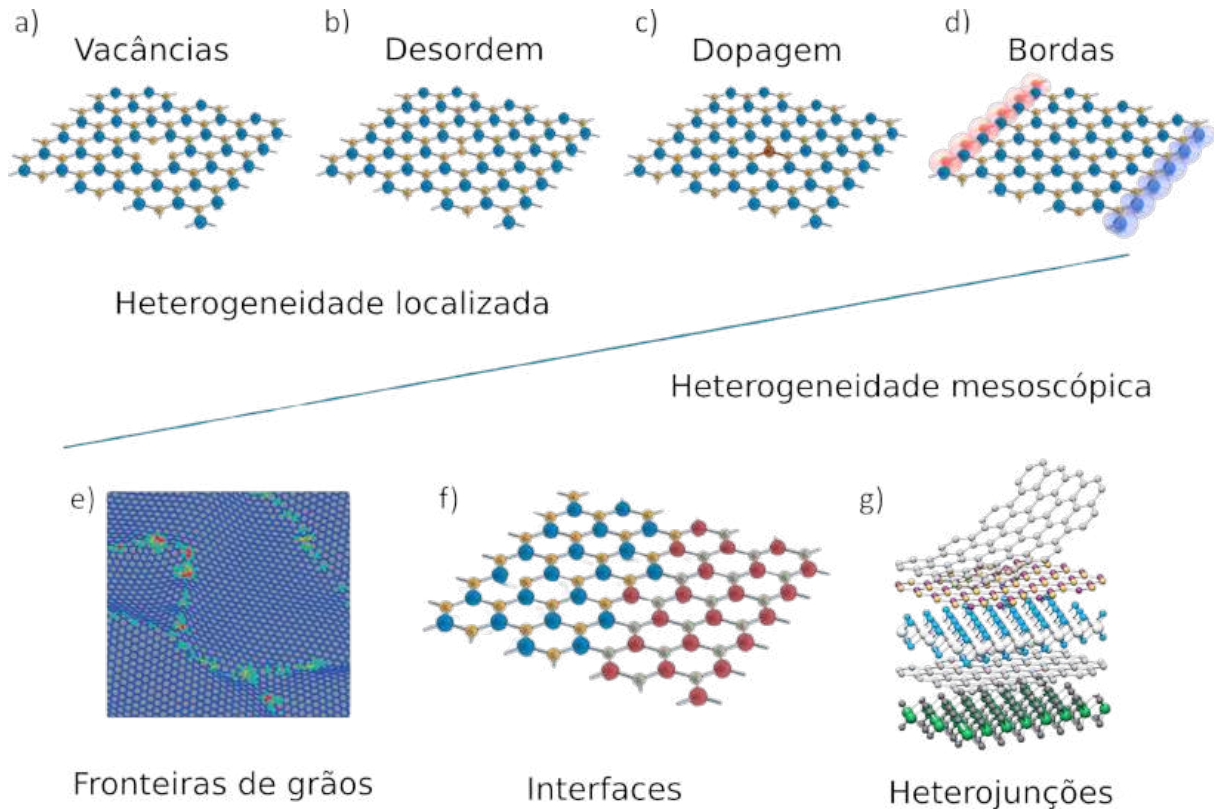 a)
Vacâncias
b)
Desordem
c)
Dopagem
d)
Bordas
Heterogeneidade localizada
Heterogeneidade mesoscópica
e)
Fronteiras de grãos
f)
Interfaces
g)
Heterojunções